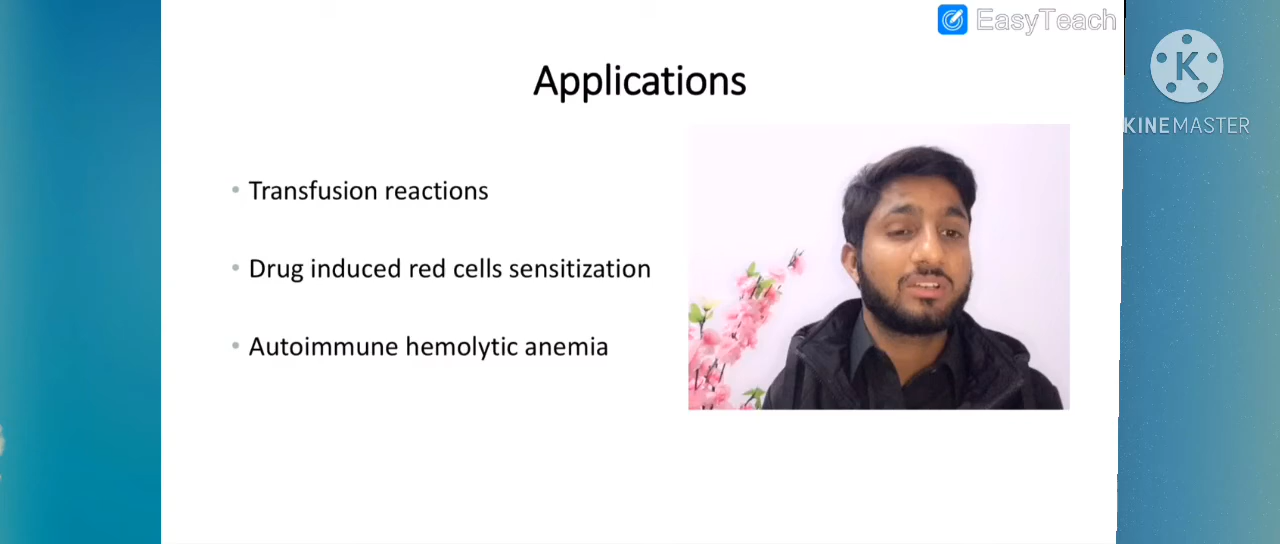 EasyTeach
Applications
K
KINEMASTER
• Transfusion reactions
• Drug induced red cells sensitization
• Autoimmune hemolytic anemia